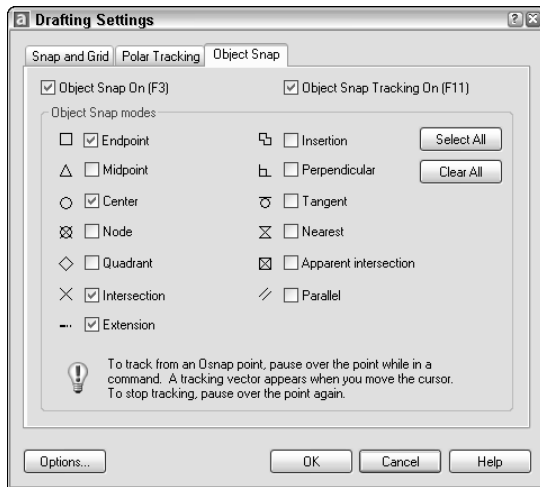 a Drafting Settings
Snap and Grid Polar Tracking Object Snap
Object Snap On (F3) Object Snap Tracking On (F11)
Object Snap modes
Endpoint Insertion Select All
Midpoint Perpendicular Clear All
Center Tangent
Node Nearest
Quadrant Apparent intersection
Intersection Parallel
Extension
To track from an Osnap point, pause over the point while in a
command. A tracking vector appears when you move the cursor.
To stop tracking, pause over the point again.
Options... OK Cancel Help